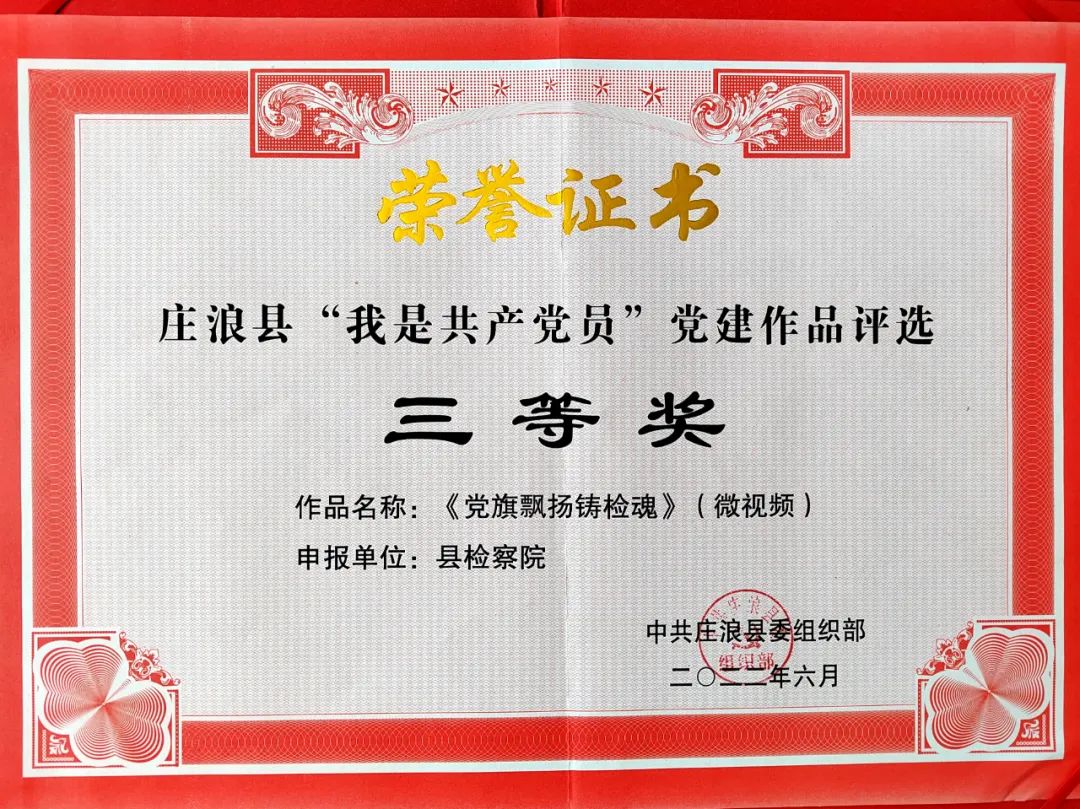 荣誉证书
庄浪县“我是共产党员”党建作品评选
三等奖
作品名称：《党旗飘扬铸检魂》（微视频）
申报单位：县检察院
中共庄浪县委组织部
二〇二二年六月
组织部